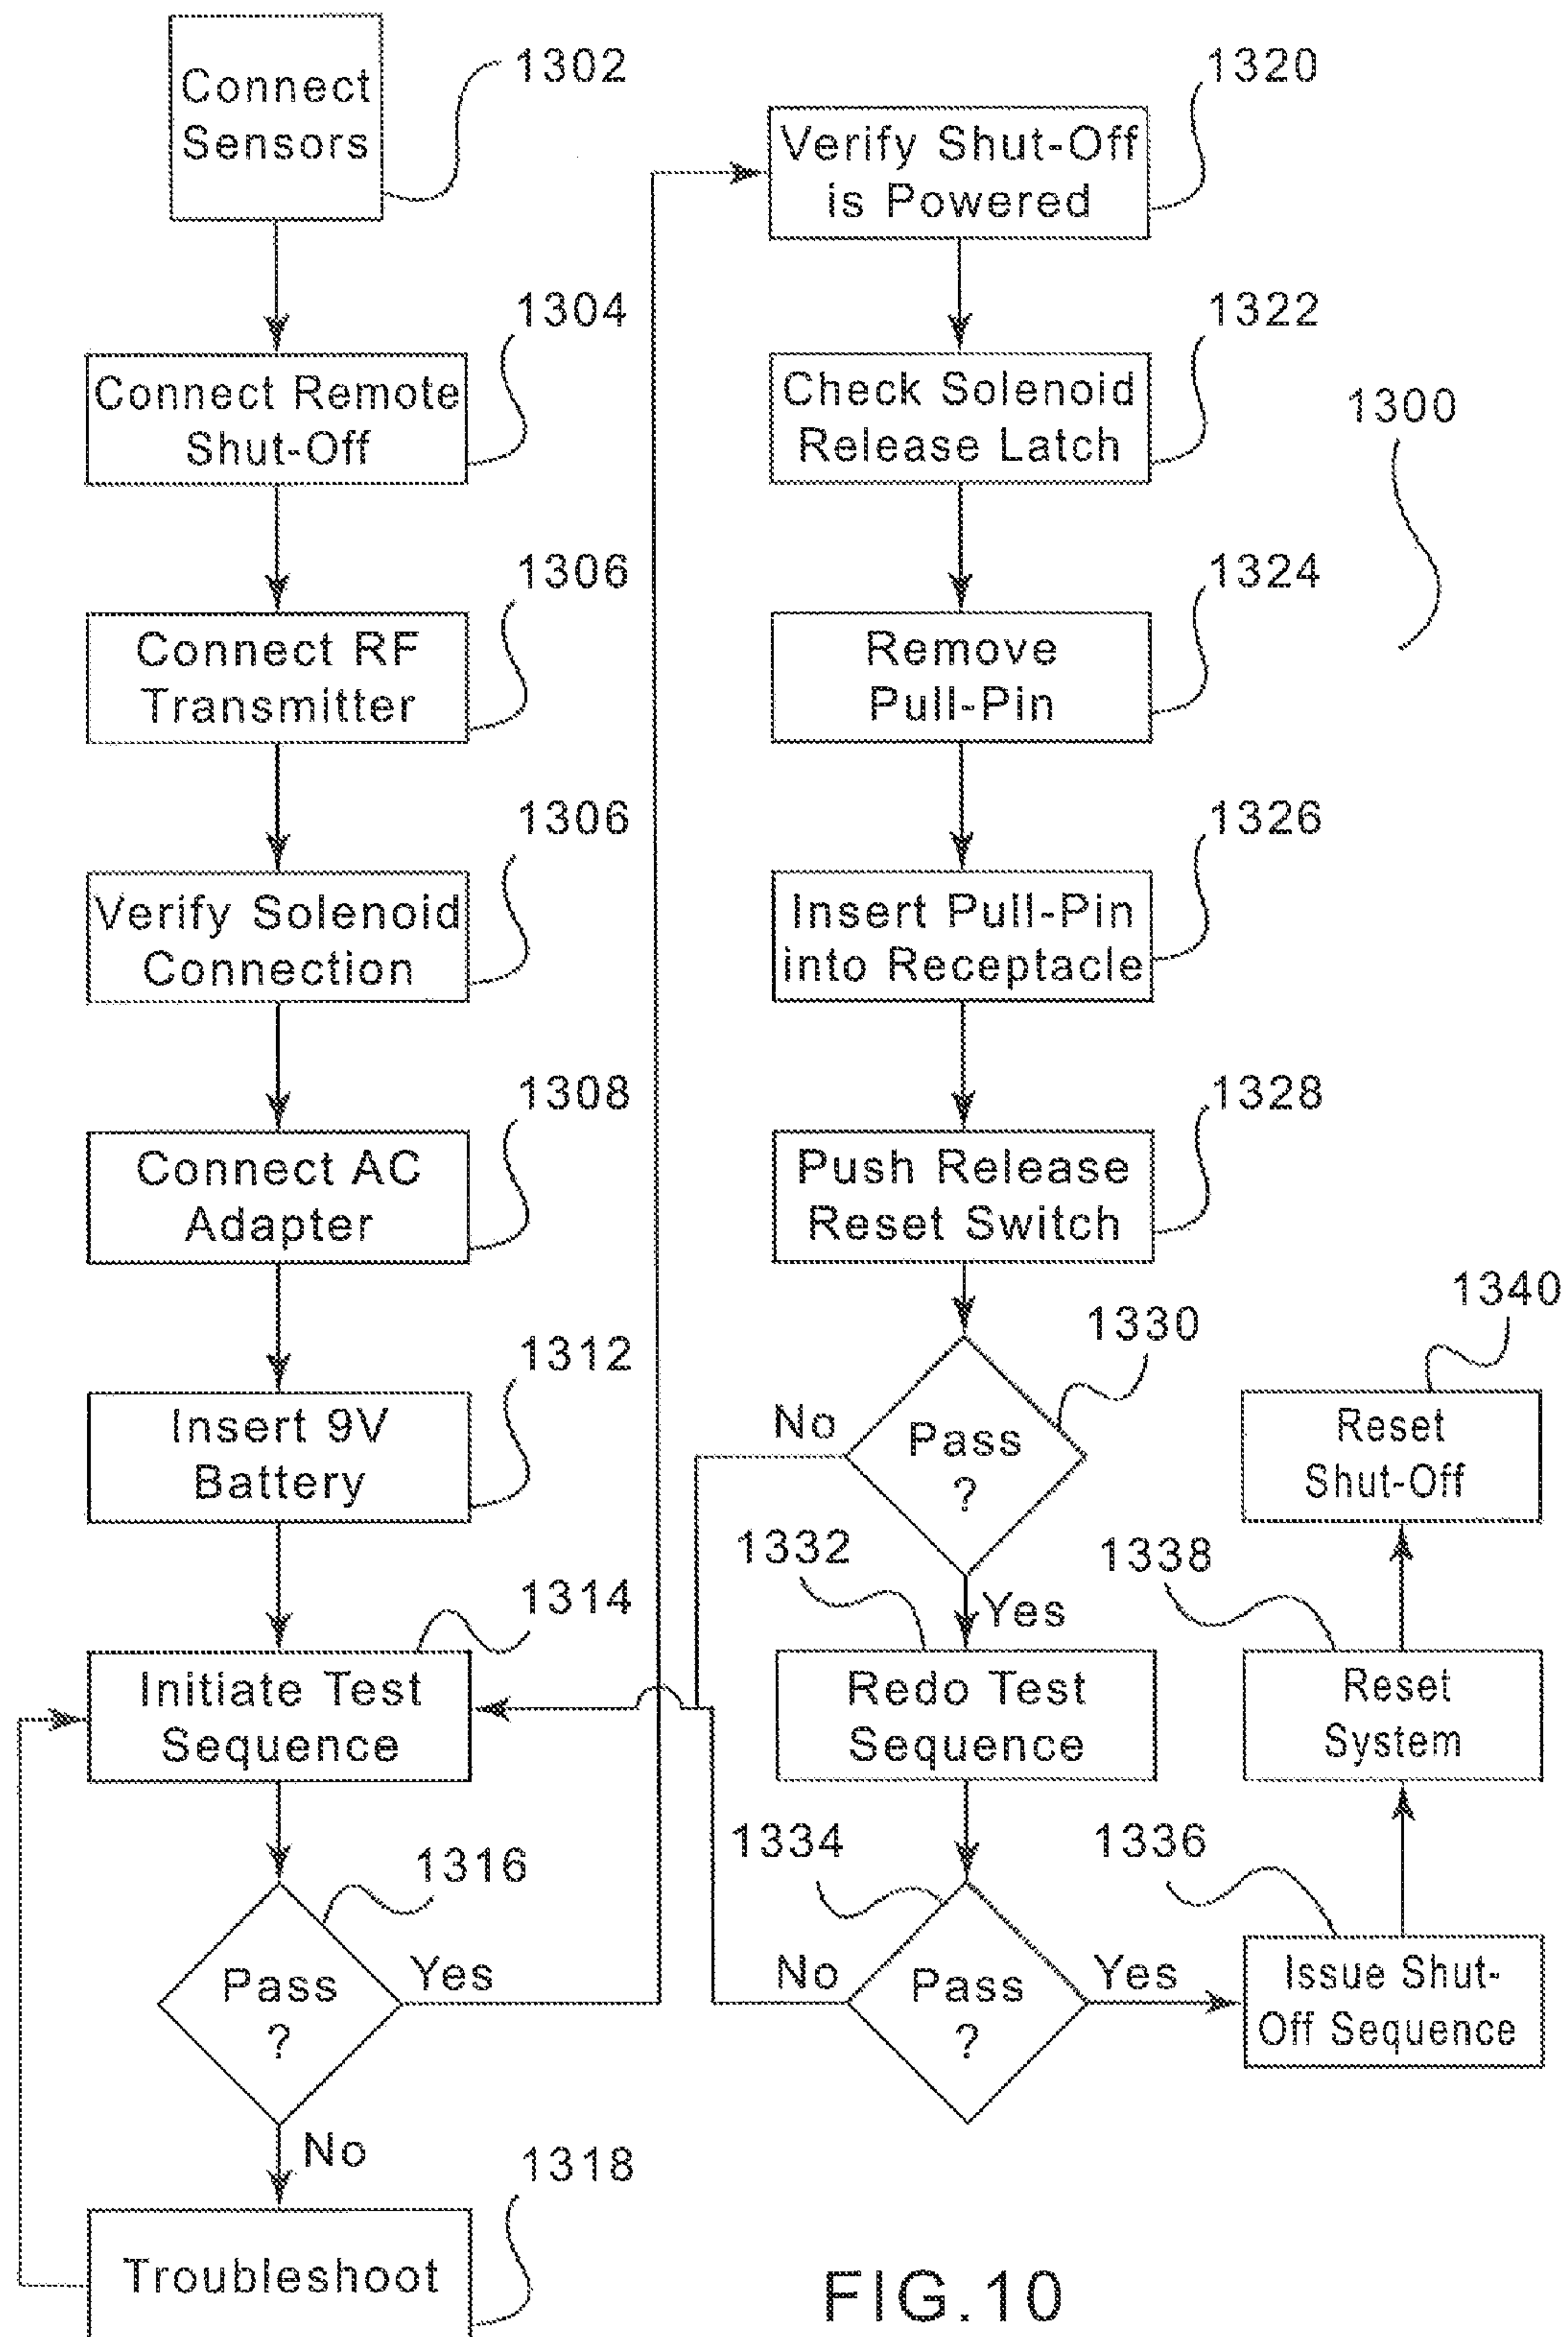 Connect
Sensors
1302
Connect Remote
Shut-Off
1304
Connect RF
Transmitter
1306
Verify Solenoid
Connection
1306
Connect AC
Adapter
1308
Insert 9V
Battery
1312
Initiate Test
Sequence
1314
Pass
?
1316
Yes
No
Troubleshoot
1318
Verify Shut-Off
is Powered
1320
Check Solenoid
Release Latch
1322
Remove
Pull-Pin
1324
Insert Pull-Pin
into Receptacle
1326
Push Release
Reset Switch
1328
Pass
?
1330
No
Yes
Redo Test
Sequence
1332
Pass
?
1334
No
Yes
Issue Shut-
Off Sequence
1336
Reset
System
1338
Reset
Shut-Off
1340
1300
FIG.10